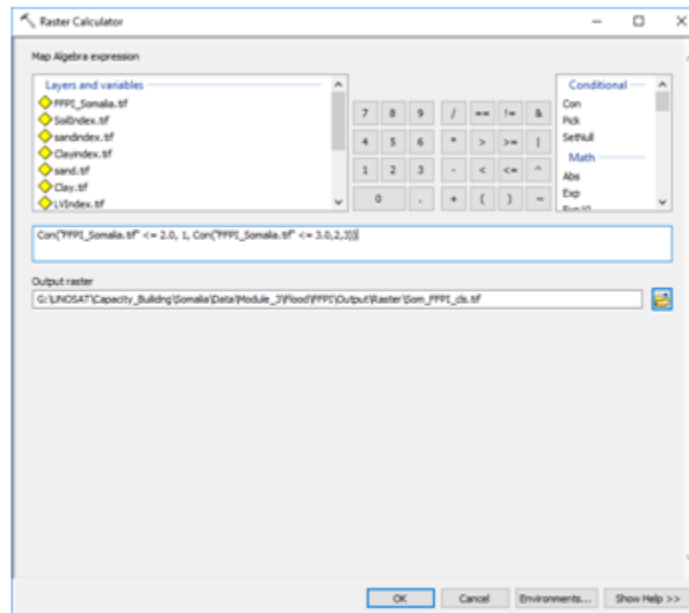 Raster Calculator
Map Algebra expression
Layers and variables
FFPI_Somalia.tif
SoilIndex.tif
sandindex.tif
Clayindex.tif
sand.tif
Clay.tif
LVIndex.tif
7 8 9 / == != &
4 5 6 * > >= |
1 2 3 - < <= ^
0 . + ( ) ~
Conditional
Con
Pick
SetNull
Math
Abs
Exp
Exp10
Con("FFPI_Somalia.tif" <= 2.0, 1, Con("FFPI_Somalia.tif" <= 3.0,2,3))
Output raster
G:\UNOSAT\Capacity_Building\Somalia\Data\Module_3\Flood\FFPI\Output\Raster\Som_FFPI_cls.tif
OK Cancel Environments... Show Help >>